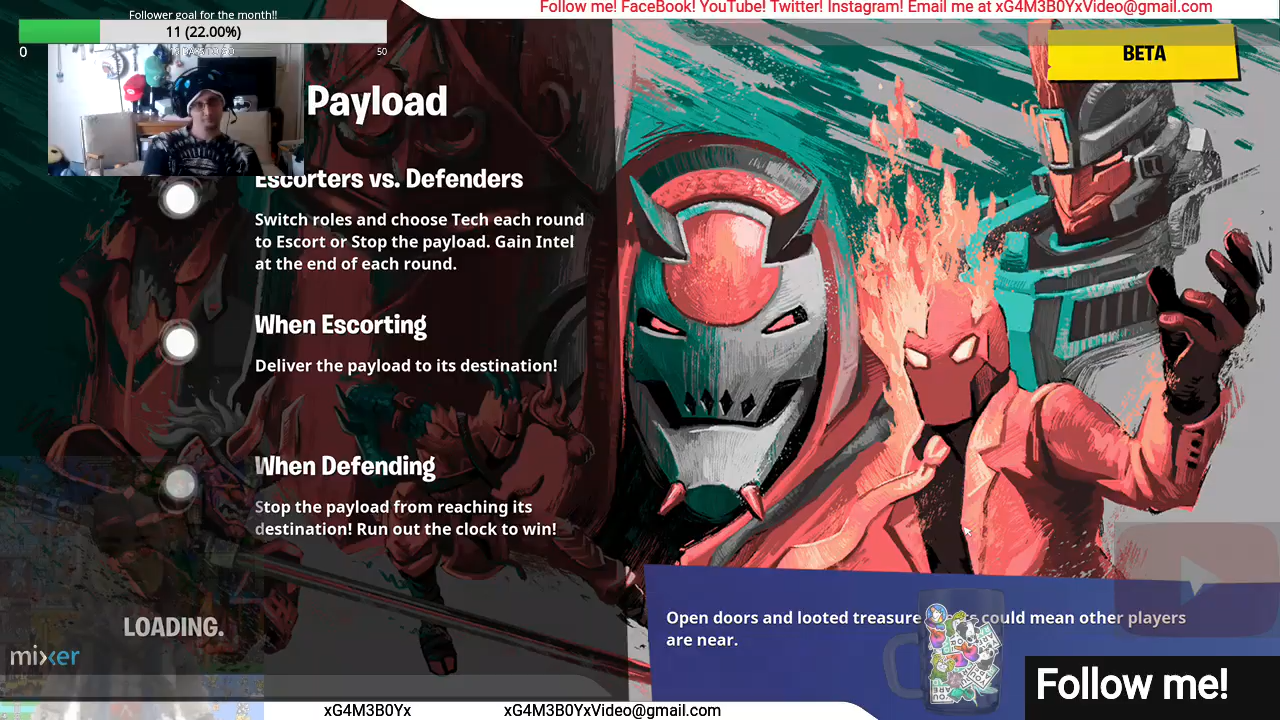 Follow me! FaceBook! YouTube! Twitter! Instagram! Email me at xG4M3B0YxVideo@gmail.com
Follower goal for the month!!
11 (22.00%)
0
50
BETA
Payload
Escorters vs. Defenders
Switch roles and choose Tech each round
to Escort or Stop the payload. Gain Intel
at the end of each round.
When Escorting
Deliver the payload to its destination!
When Defending
Stop the payload from reaching its
destination! Run out the clock to win!
LOADING.
mixer
Open doors and looted treasure could mean other players
are near.
Follow me!
xG4M3B0Yx
xG4M3B0YxVideo@gmail.com